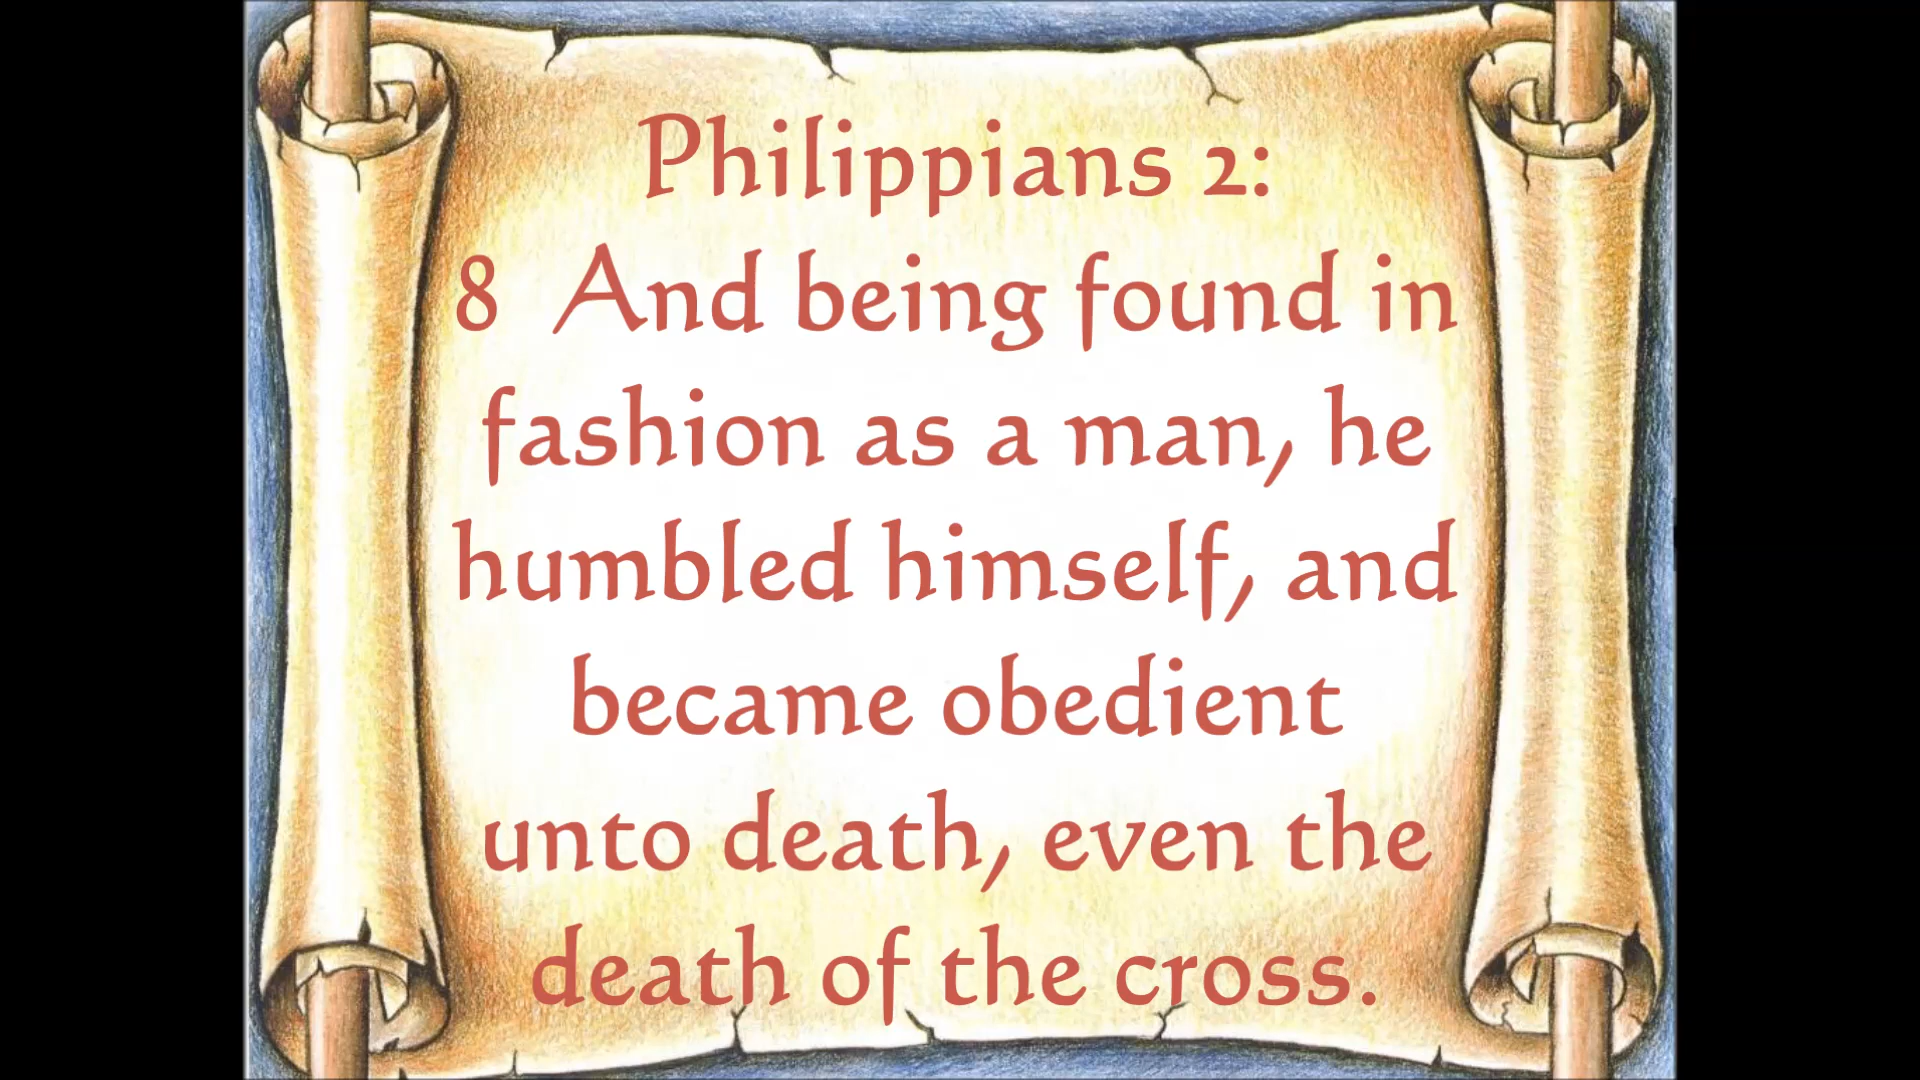 Philippians 2:
8 And being found in
fashion as a man, he
humbled himself, and
became obedient
unto death, even the
death of the cross.